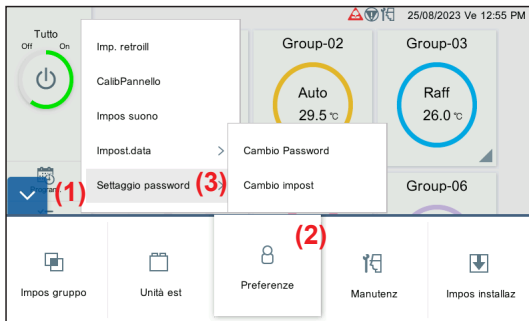 25/08/2023 Ve 12:55 PM
Tutto
Off On
Imp. retroill
CalibPannello
Impos suono
Impost.data >
Settaggio password (3) >
Cambio Password
Cambio impost
Group-02
Auto
29.5 °C
Group-03
Raff
26.0 °C
Group-06
(1)
(2)
Impos gruppo
Unità est
Preferenze
Manutenz
Impos installaz